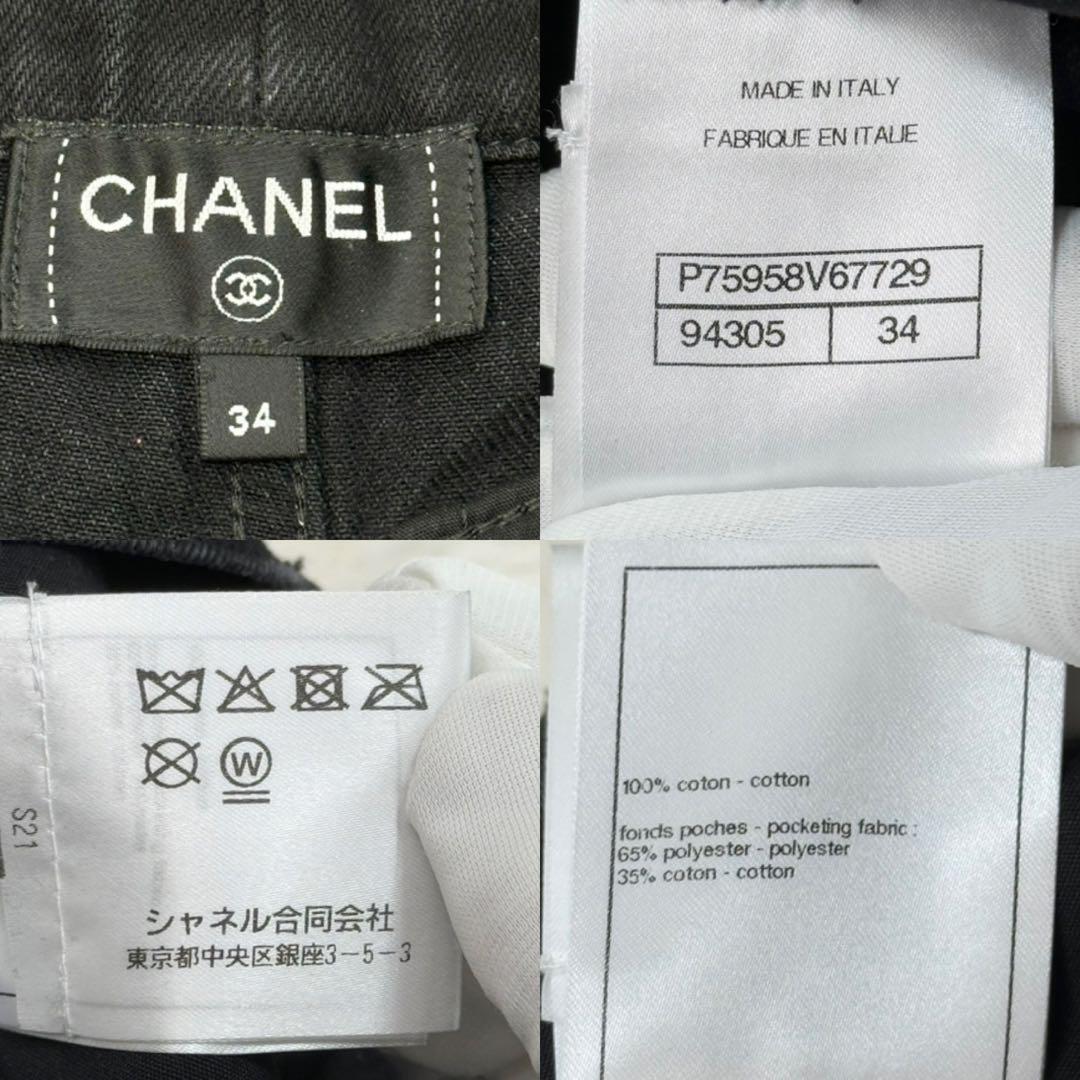 CHANEL
34
MADE IN ITALY
FABRIQUE EN ITALIE
P75958V67729
94305 34
W
S21
シャネル合同会社
東京都中央区銀座3-5-3
100% coton - cotton
fonds poches - pocketing fabric :
65% polyester - polyester
35% coton - cotton